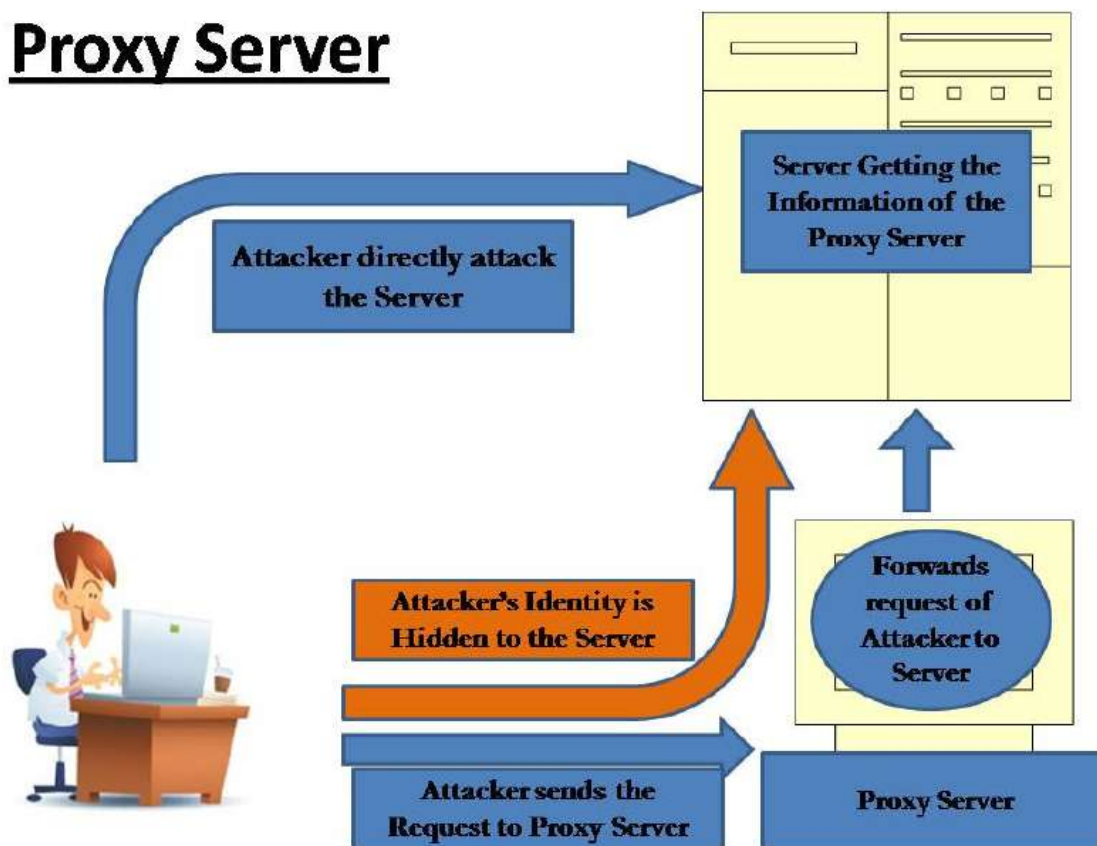 Proxy Server
Server Getting the
Information of the
Proxy Server
Attacker directly attack
the Server
Attacker's Identity is
Hidden to the Server
Forwards
request of
Attacker to
Server
Attacker sends the
Request to Proxy Server
Proxy Server